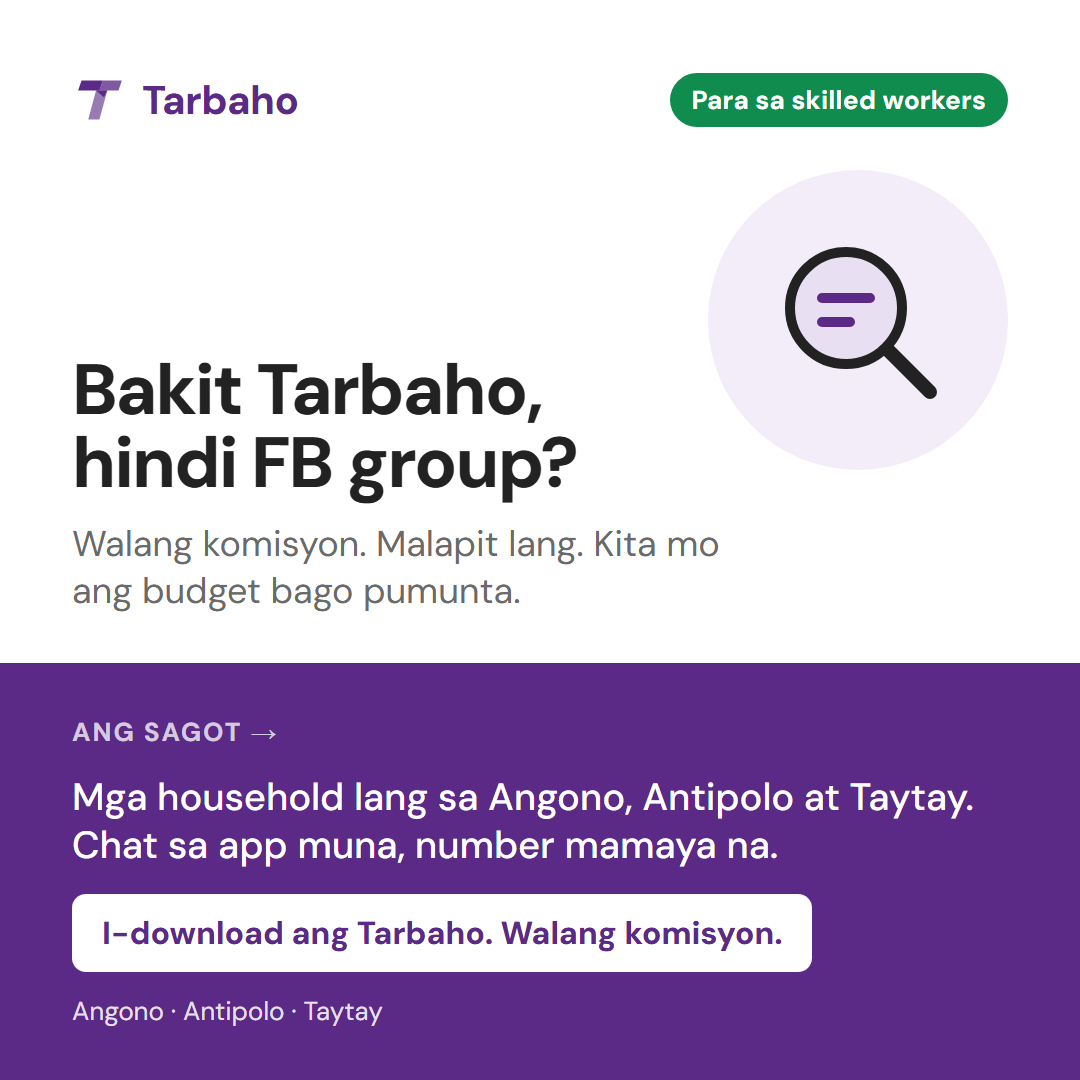 Tarbaho
Para sa skilled workers
Bakit Tarbaho,
hindi FB group?
Walang komisyon. Malapit lang. Kita mo
ang budget bago pumunta.
ANG SAGOT →
Mga household lang sa Angono, Antipolo at Taytay.
Chat sa app muna, number mamaya na.
I-download ang Tarbaho. Walang komisyon.
Angono · Antipolo · Taytay